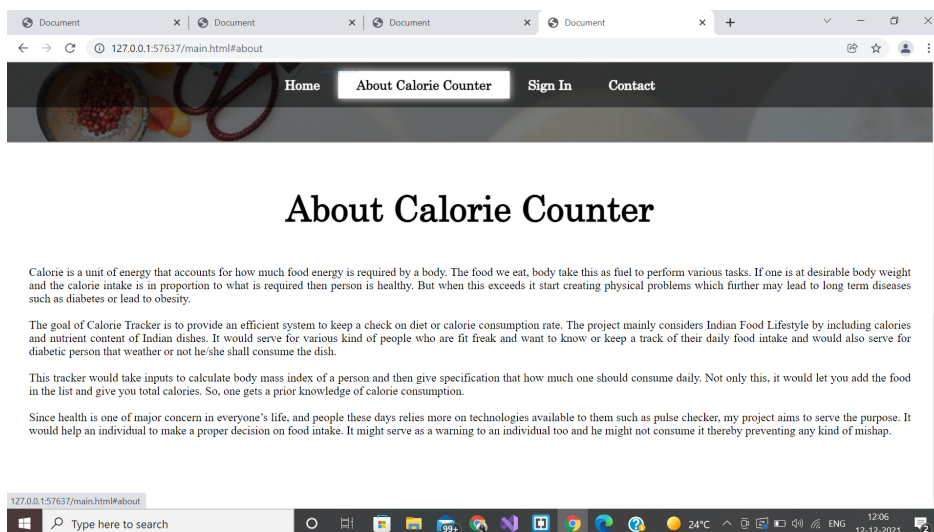 Document
Document
Document
Document
127.0.0.1:57637/main.html#about
Home About Calorie Counter Sign In Contact
About Calorie Counter
Calorie is a unit of energy that accounts for how much food energy is required by a body. The food we eat, body take this as fuel to perform various tasks. If one is at desirable body weight
and the calorie intake is in proportion to what is required then person is healthy. But when this exceeds it start creating physical problems which further may lead to long term diseases
such as diabetes or lead to obesity.
The goal of Calorie Tracker is to provide an efficient system to keep a check on diet or calorie consumption rate. The project mainly considers Indian Food Lifestyle by including calories
and nutrient content of Indian dishes. It would serve for various kind of people who are fit freak and want to know or keep a track of their daily food intake and would also serve for
diabetic person that weather or not he/she shall consume the dish.
This tracker would take inputs to calculate body mass index of a person and then give specification that how much one should consume daily. Not only this, it would let you add the food
in the list and give you total calories. So, one gets a prior knowledge of calorie consumption.
Since health is one of major concern in everyone's life, and people these days relies more on technologies available to them such as pulse checker, my project aims to serve the purpose. It
would help an individual to make a proper decision on food intake. It might serve as a warning to an individual too and he might not consume it thereby preventing any kind of mishap.
127.0.0.1:57637/main.html#about
Type here to search
99+
24°C
ENG
12:06
12-12-2021
2